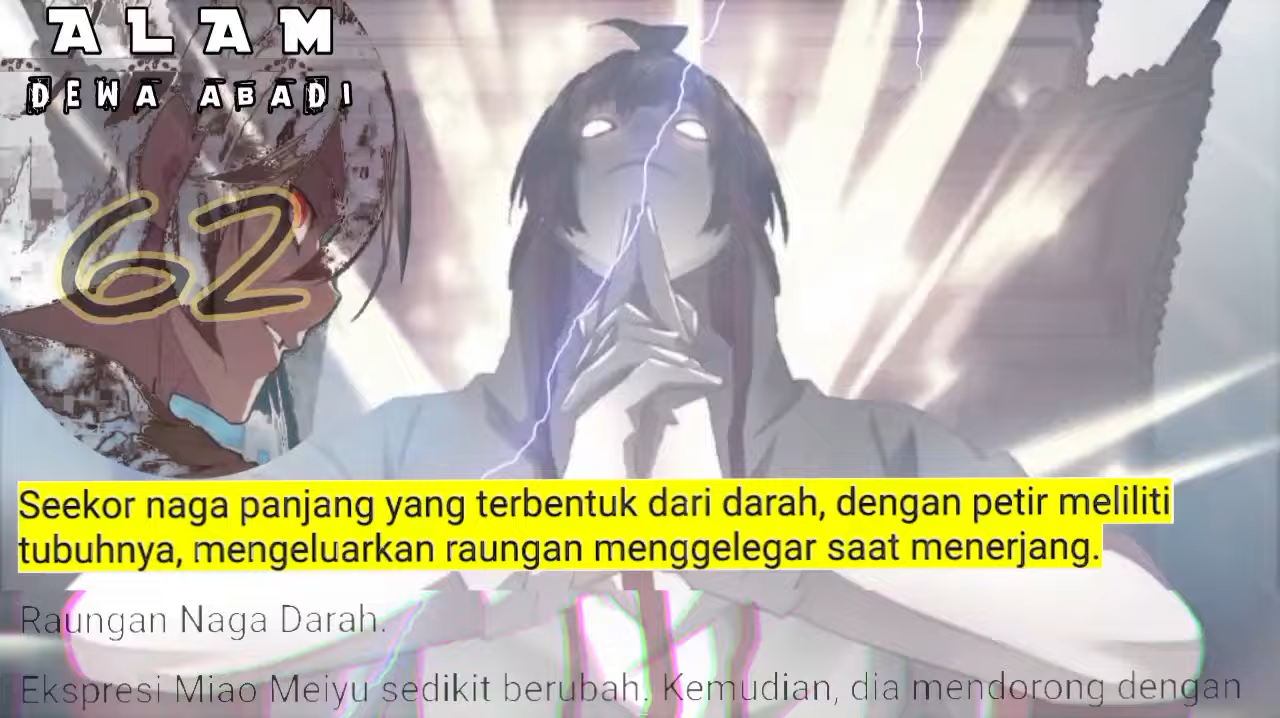 ALAM
DEWA ABADI
62
Seekor naga panjang yang terbentuk dari darah, dengan petir meliliti
tubuhnya, mengeluarkan raungan menggelegar saat menerjang.
Raungan Naga Darah.
Ekspresi Miao Meiyu sedikit berubah. Kemudian, dia mendorong dengan